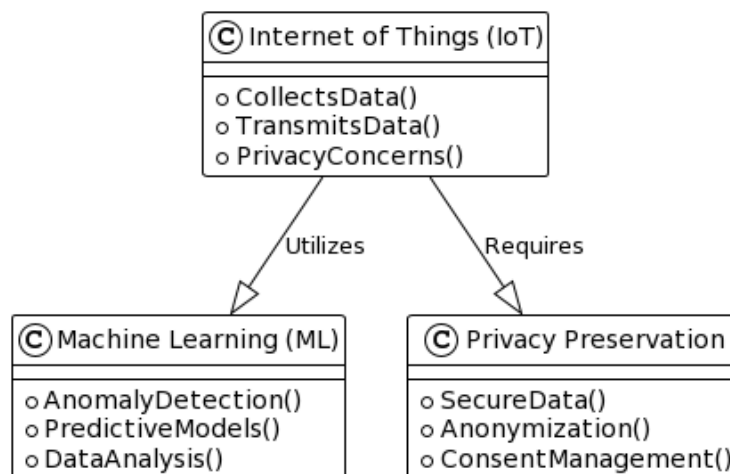 C Internet of Things (IoT)
CollectsData()
TransmitsData()
PrivacyConcerns()
Utilizes
Requires
C Machine Learning (ML)
AnomalyDetection()
PredictiveModels()
DataAnalysis()
C Privacy Preservation
SecureData()
Anonymization()
ConsentManagement()